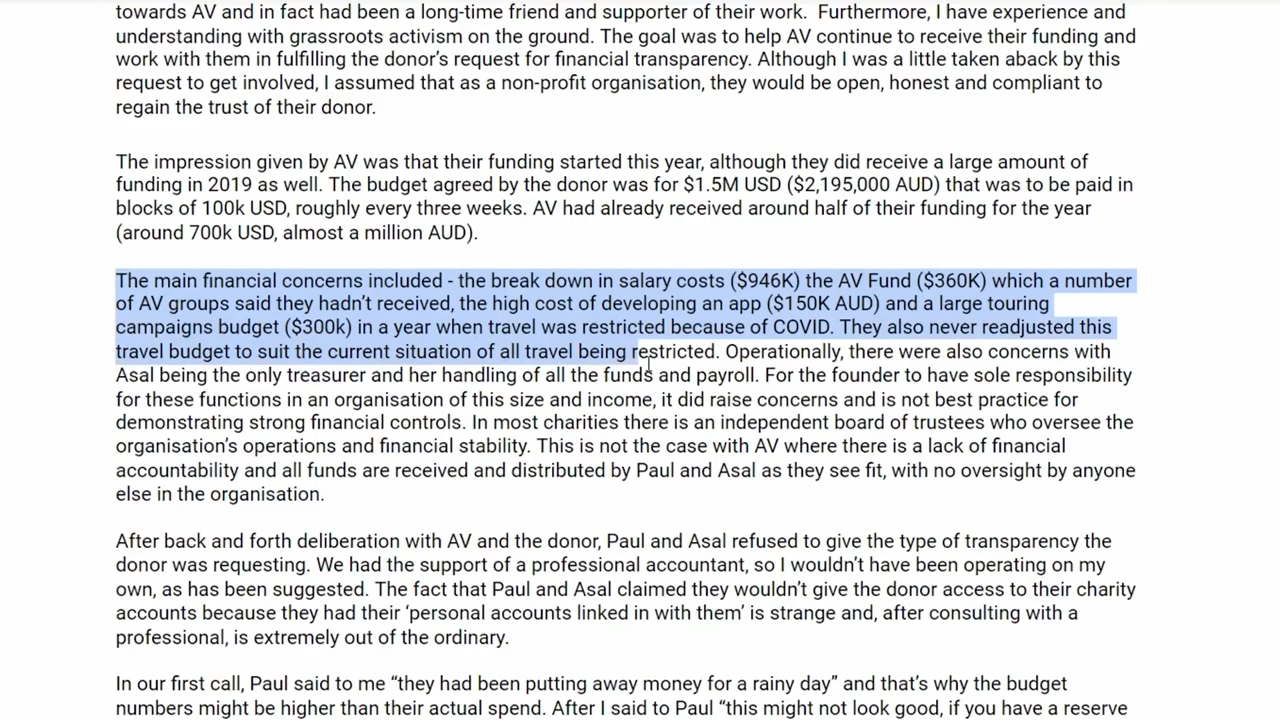 towards AV and in fact had been a long-time friend and supporter of their work. Furthermore, I have experience and
understanding with grassroots activism on the ground. The goal was to help AV continue to receive their funding and
work with them in fulfilling the donor's request for financial transparency. Although I was a little taken aback by this
request to get involved, I assumed that as a non-profit organisation, they would be open, honest and compliant to
regain the trust of their donor.
The impression given by AV was that their funding started this year, although they did receive a large amount of
funding in 2019 as well. The budget agreed by the donor was for $1.5M USD ($2,195,000 AUD) that was to be paid in
blocks of 100k USD, roughly every three weeks. AV had already received around half of their funding for the year
(around 700k USD, almost a million AUD).
The main financial concerns included - the break down in salary costs ($946K) the AV Fund ($360K) which a number
of AV groups said they hadn't received, the high cost of developing an app ($150K AUD) and a large touring
campaigns budget ($300k) in a year when travel was restricted because of COVID. They also never readjusted this
travel budget to suit the current situation of all travel being restricted. Operationally, there were also concerns with
Asal being the only treasurer and her handling of all the funds and payroll. For the founder to have sole responsibility
for these functions in an organisation of this size and income, it did raise concerns and is not best practice for
demonstrating strong financial controls. In most charities there is an independent board of trustees who oversee the
organisation's operations and financial stability. This is not the case with AV where there is a lack of financial
accountability and all funds are received and distributed by Paul and Asal as they see fit, with no oversight by anyone
else in the organisation.
After back and forth deliberation with AV and the donor, Paul and Asal refused to give the type of transparency the
donor was requesting. We had the support of a professional accountant, so I wouldn't have been operating on my
own, as has been suggested. The fact that Paul and Asal claimed they wouldn't give the donor access to their charity
accounts because they had their 'personal accounts linked in with them' is strange and, after consulting with a
professional, is extremely out of the ordinary.
In our first call, Paul said to me "they had been putting away money for a rainy day" and that's why the budget
numbers might be higher than their actual spend. After I said to Paul "this might not look good, if you have a reserve